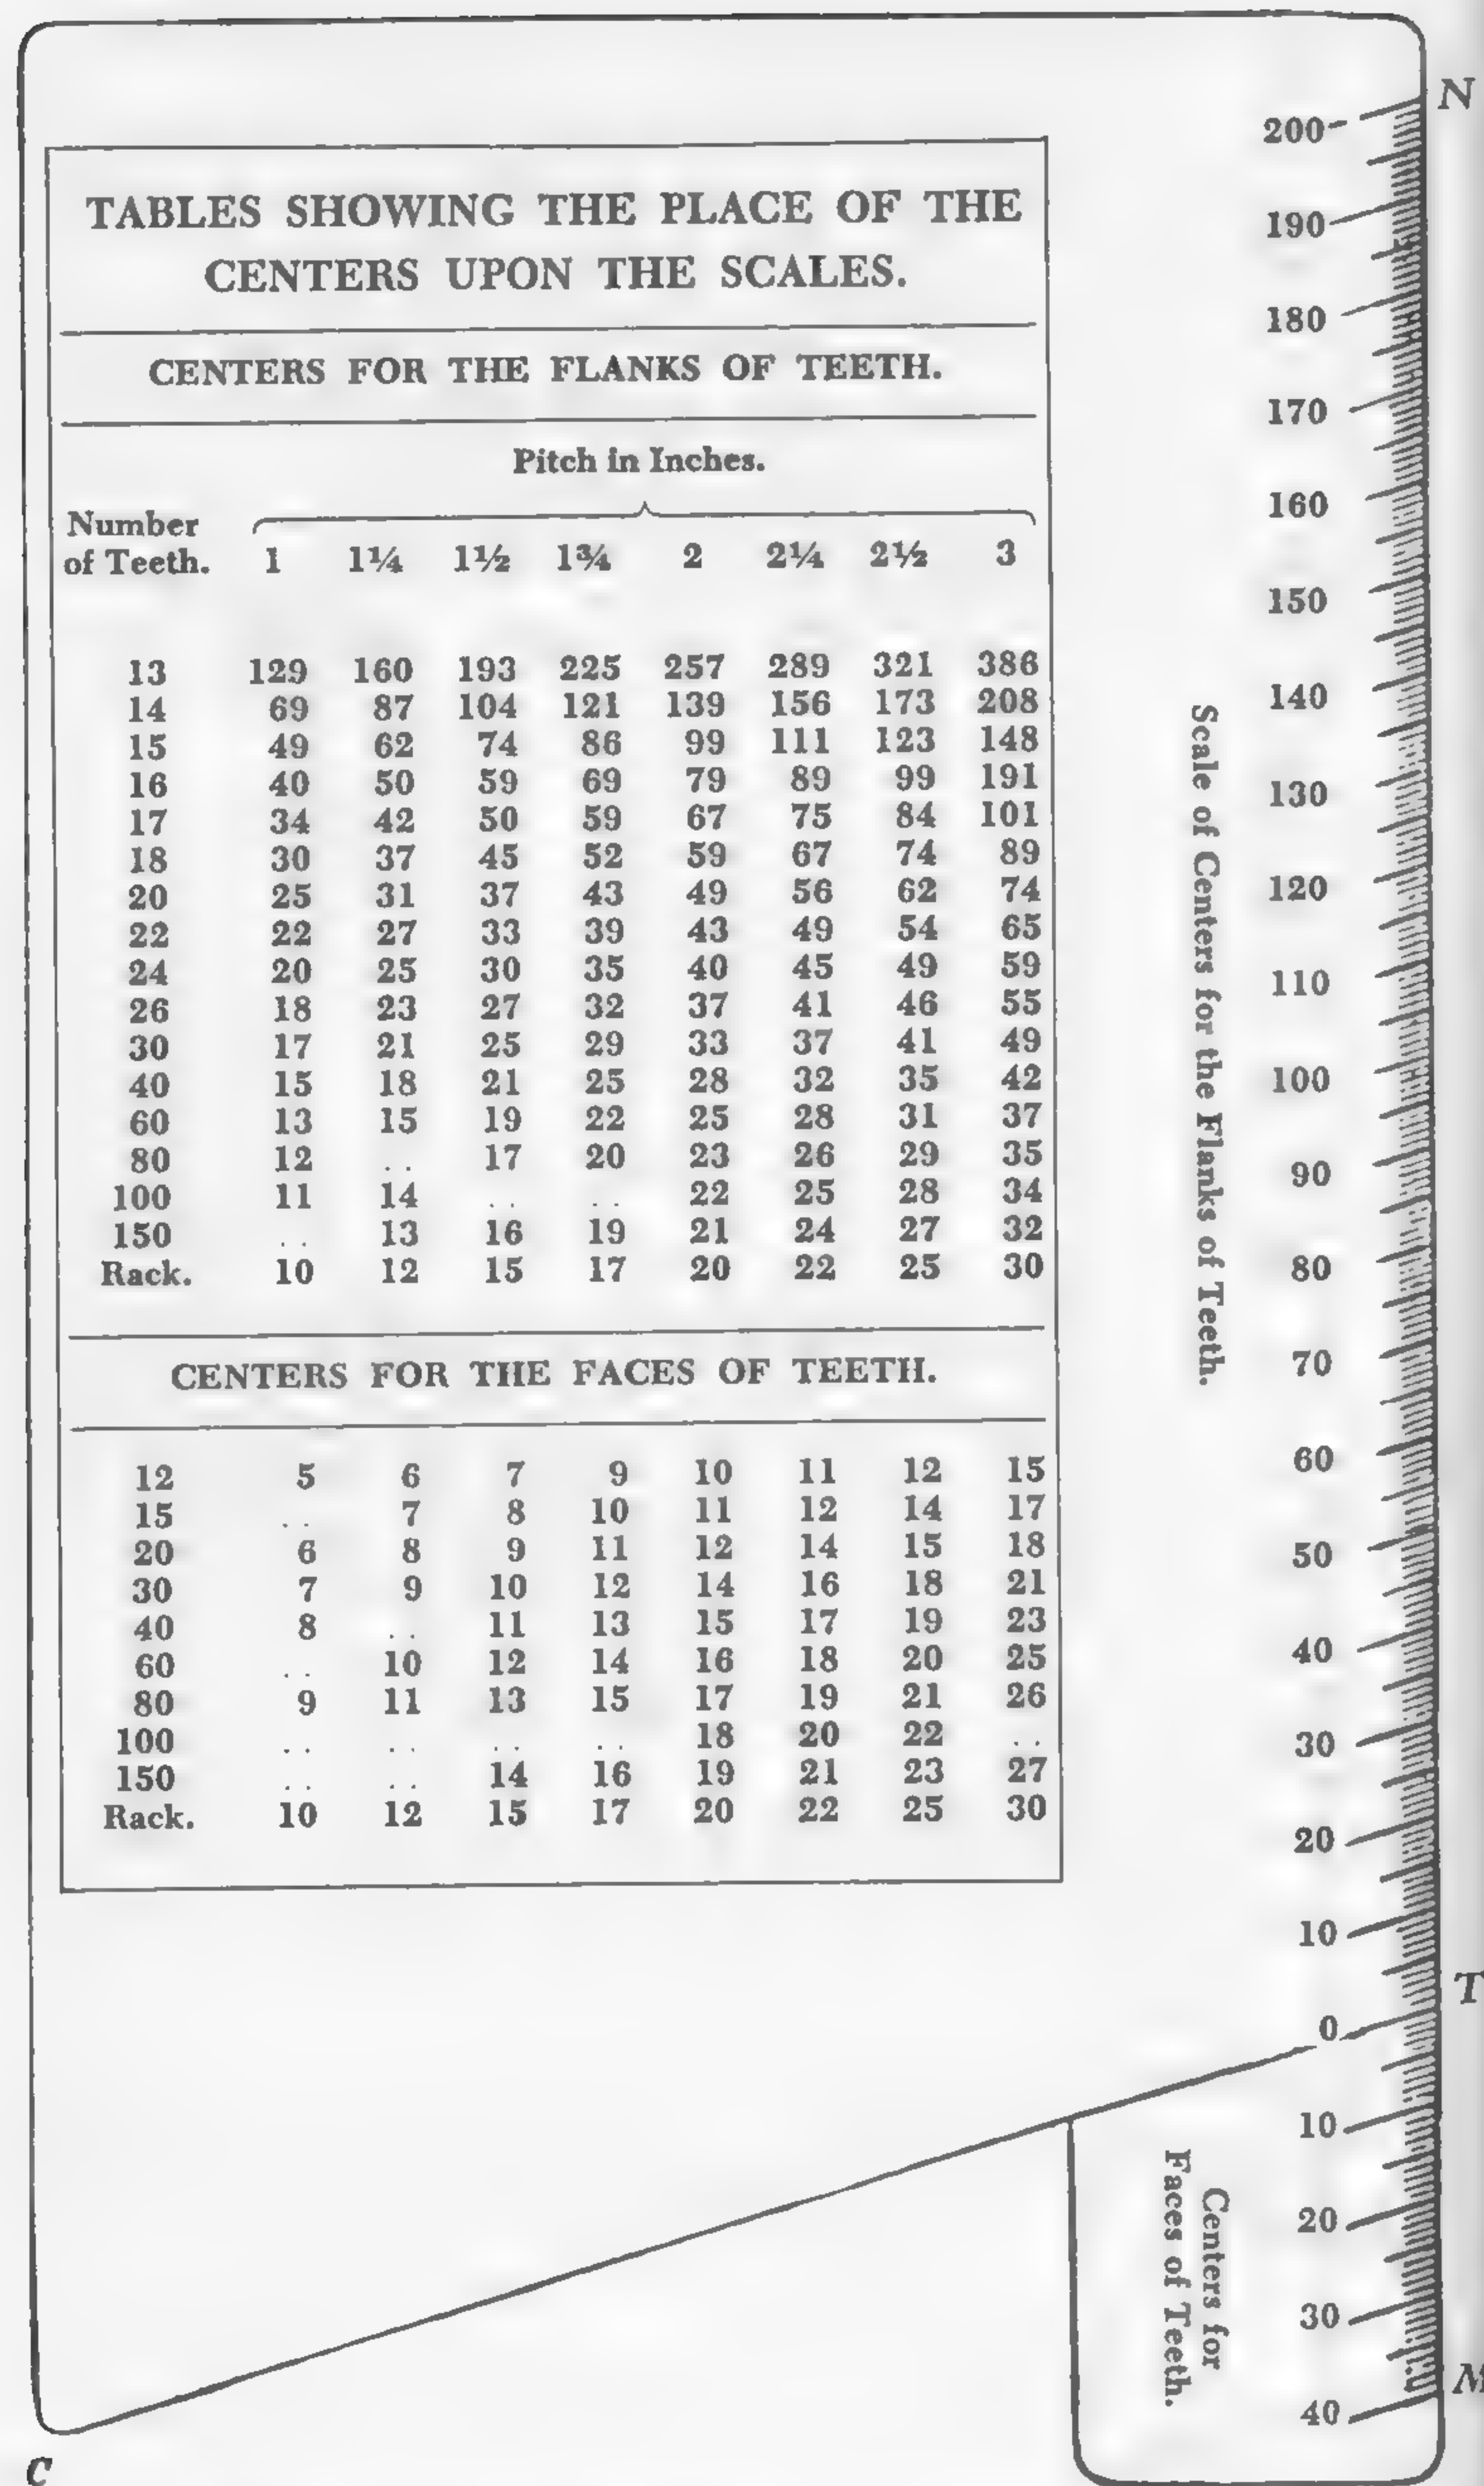 TABLES SHOWING THE PLACE OF THE
CENTERS UPON THE SCALES.
CENTERS FOR THE FLANKS OF TEETH.
Pitch in Inches.
Number
of Teeth. 1 1¼ 1½ 1¾ 2 2¼ 2½ 3
13 129 160 193 225 257 289 321 386
14 69 87 104 121 139 156 173 208
15 49 62 74 86 99 111 123 148
16 40 50 59 69 79 89 99 191
17 34 42 50 59 67 75 84 101
18 30 37 45 52 59 67 74 89
20 25 31 37 43 49 56 62 74
22 22 27 33 39 43 49 54 65
24 20 25 30 35 40 45 49 59
26 18 23 27 32 37 41 46 55
30 17 21 25 29 33 37 41 49
40 15 18 21 25 28 32 35 42
60 13 15 19 22 25 28 31 37
80 12 .. 17 20 23 26 29 35
100 11 14 .. .. 22 25 28 34
150 .. 13 16 19 21 24 27 32
Rack. 10 12 15 17 20 22 25 30
CENTERS FOR THE FACES OF TEETH.
12 5 6 7 9 10 11 12 15
15 .. 7 8 10 11 12 14 17
20 6 8 9 11 12 14 15 18
30 7 9 10 12 14 16 18 21
40 8 .. 11 13 15 17 19 23
60 .. 10 12 14 16 18 20 25
80 9 11 13 15 17 19 21 26
100 .. .. .. .. 18 20 22 ..
150 .. .. 14 16 19 21 23 27
Rack. 10 12 15 17 20 22 25 30
Scale of Centers for the Flanks of Teeth.
N
200
190
180
170
160
150
140
130
120
110
100
90
80
70
60
50
40
30
20
10
T
0
10
20
30
M
40
Centers for
Faces of Teeth.
C